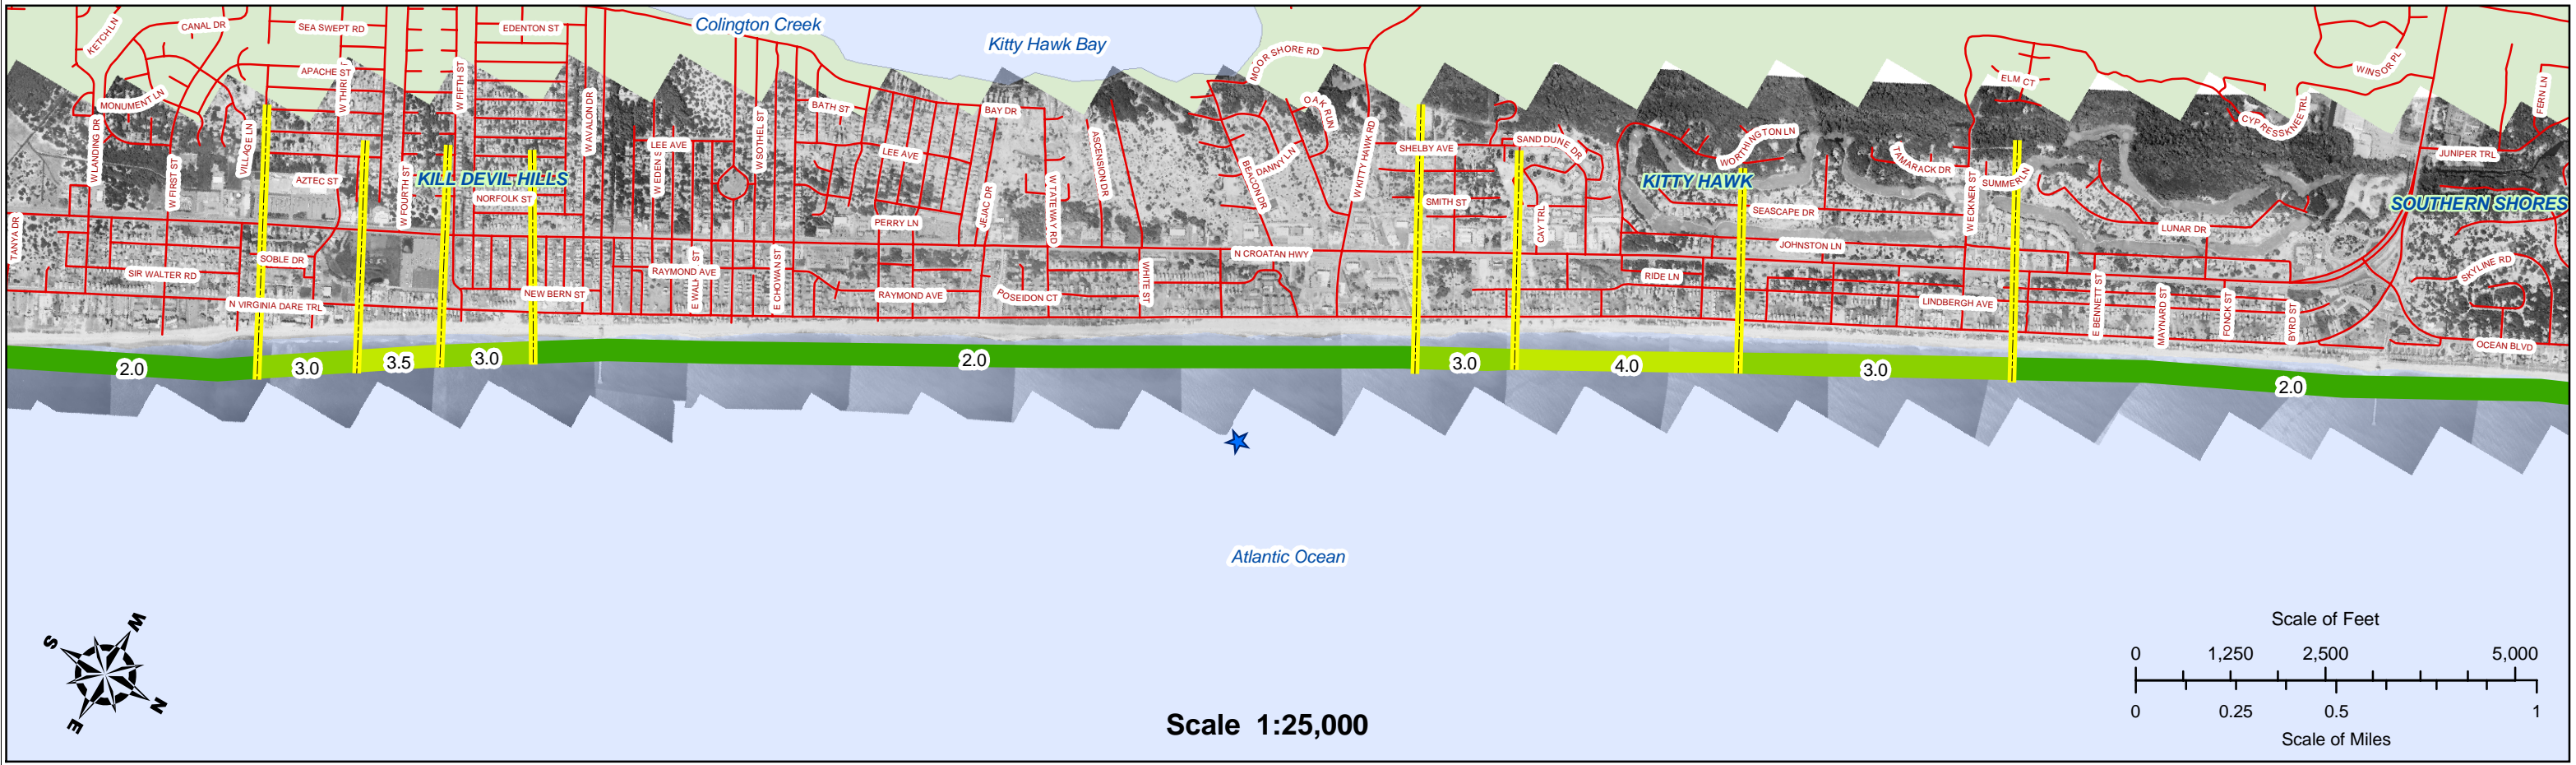 Colington Creek
Kitty Hawk Bay
KETCH LN
CANAL DR
SEA SWEPT RD
EDENTON ST
MOOR SHORE RD
WINSOR PL
APACHE ST
W THIR
W FIFTH ST
ELM CT
FERN LN
MONUMENT LN
W AVALON DR
BATH ST
BAY DR
OAK RUN
CYPRESS KNEE TRL
W LANDING DR
VILLAGE LN
LEE AVE
W SOTHEL ST
LEE AVE
ASCENSION DR
DANNY LN
W KITTY HAWK RD
SHELBY AVE
SAND DUNE DR
WORTHINGTON LN
TAMARACK DR
JUNIPER TRL
W FIRST ST
AZTEC ST
W FOURTH ST
KILL DEVIL HILLS
NORFOLK ST
W EDEN S
BEACON DR
KITTY HAWK
SUMMER LN
SOUTHERN SHORES
JEJAC DR
W TATEWAY RD
SMITH ST
CAY TRL
SEASCAPE DR
W ECKNER ST
LUNAR DR
TANYA DR
PERRY LN
N CROATAN HWY
JOHNSTON LN
SIR WALTER RD
SOBLE DR
RAYMOND AVE
E WALK ST
E CHOWAN ST
WHITE ST
RIDE LN
SKYLINE RD
N VIRGINIA DARE TRL
NEW BERN ST
RAYMOND AVE
POSEIDON CT
LINDBERGH AVE
E BENNETT ST
MAYNARD ST
FONCK ST
BYRD ST
OCEAN BLVD
2.0
3.0
3.5
3.0
2.0
3.0
4.0
3.0
2.0
Atlantic Ocean
W
S
N
E
Scale 1:25,000
Scale of Feet
0 1,250 2,500 5,000
0 0.25 0.5 1
Scale of Miles